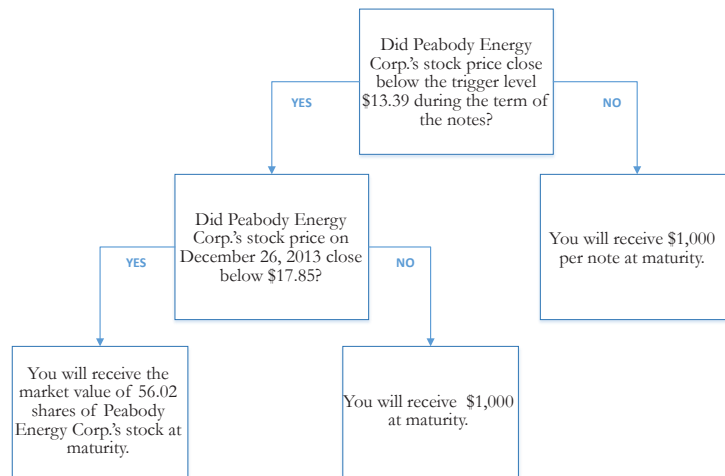 Did Peabody Energy
Corp.'s stock price close
below the trigger level
$13.39 during the term of
the notes?
YES
NO
Did Peabody Energy
Corp.'s stock price on
December 26, 2013 close
below $17.85?
You will receive $1,000
per note at maturity.
YES
NO
You will receive the
market value of 56.02
shares of Peabody
Energy Corp.'s stock at
maturity.
You will receive $1,000
at maturity.